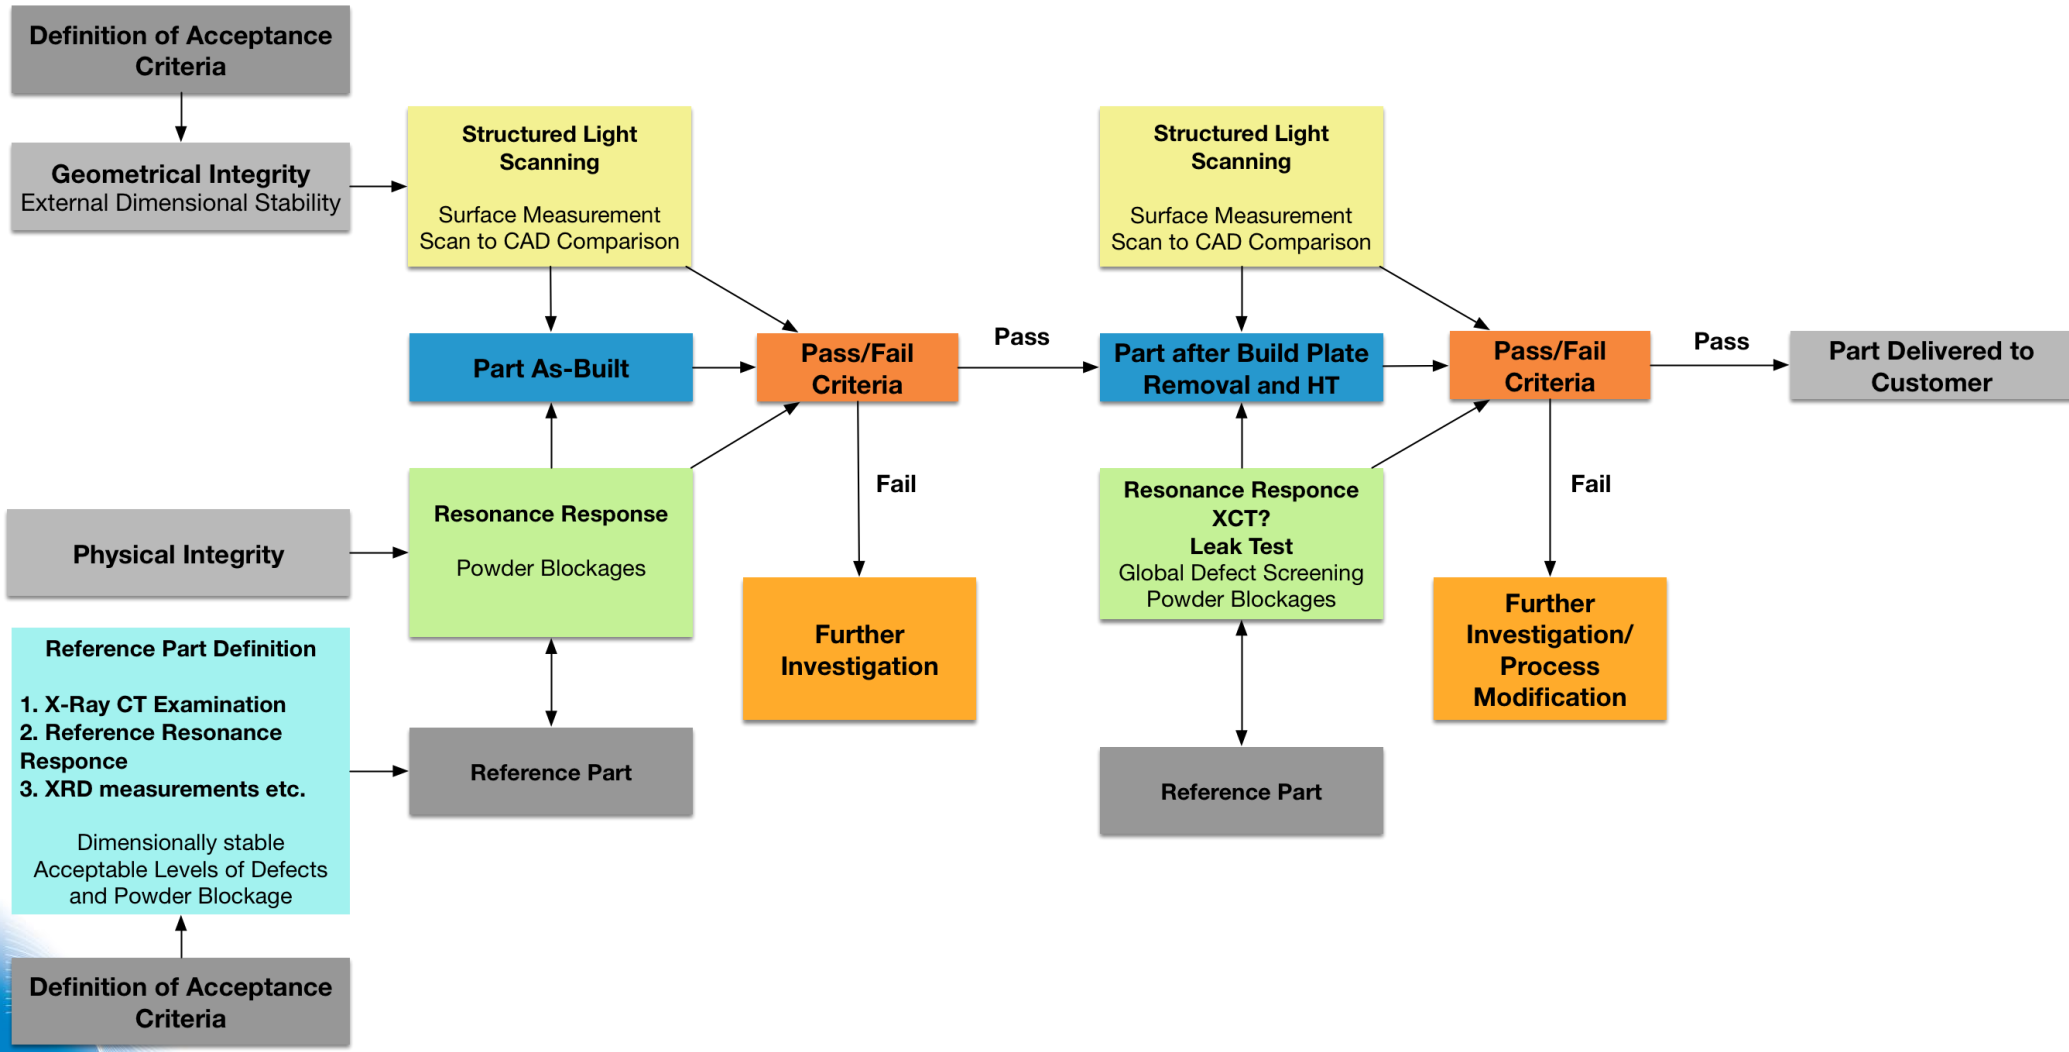 Definition of Acceptance
Criteria
Geometrical Integrity
External Dimensional Stability
Structured Light
Scanning
Surface Measurement
Scan to CAD Comparison
Part As-Built
Pass/Fail
Criteria
Pass
Fail
Further
Investigation
Physical Integrity
Resonance Response
Powder Blockages
Reference Part Definition
1. X-Ray CT Examination
2. Reference Resonance
Responce
3. XRD measurements etc.
Dimensionally stable
Acceptable Levels of Defects
and Powder Blockage
Reference Part
Definition of Acceptance
Criteria
Structured Light
Scanning
Surface Measurement
Scan to CAD Comparison
Part after Build Plate
Removal and HT
Pass/Fail
Criteria
Pass
Part Delivered to
Customer
Resonance Responce
XCT?
Leak Test
Global Defect Screening
Powder Blockages
Fail
Further
Investigation/
Process
Modification
Reference Part